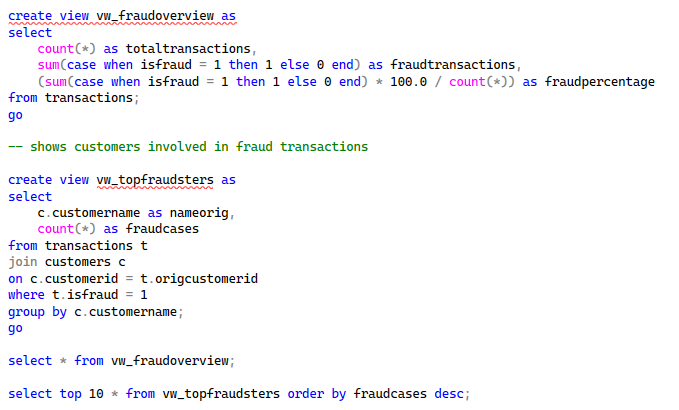 create view vw_fraudoverview as
select
    count(*) as totaltransactions,
    sum(case when isfraud = 1 then 1 else 0 end) as fraudtransactions,
    (sum(case when isfraud = 1 then 1 else 0 end) * 100.0 / count(*)) as fraudpercentage
from transactions;
go
-- shows customers involved in fraud transactions
create view vw_topfraudsters as
select
    c.customername as nameorig,
    count(*) as fraudcases
from transactions t
join customers c
on c.customerid = t.origcustomerid
where t.isfraud = 1
group by c.customername;
go
select * from vw_fraudoverview;
select top 10 * from vw_topfraudsters order by fraudcases desc;